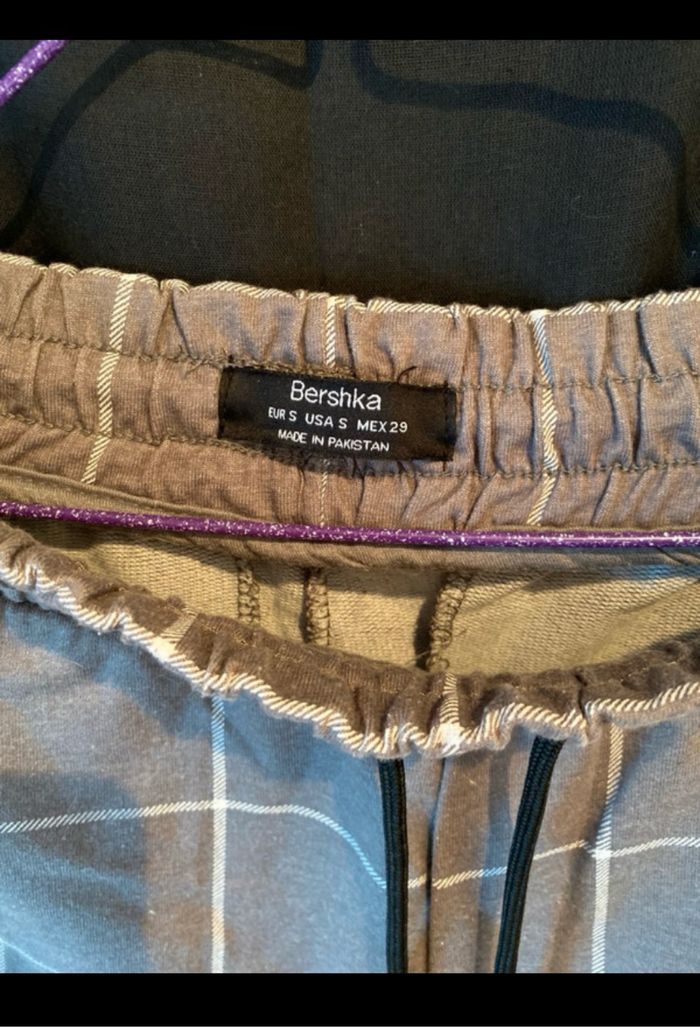 Bershka
EUR S USA S MEX 29
MADE IN PAKISTAN